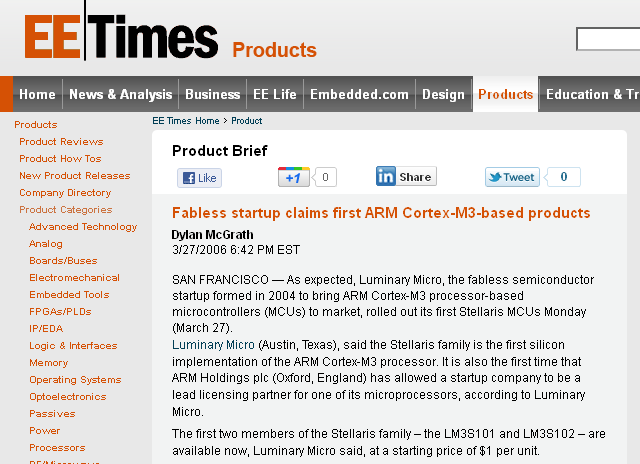 EE Times Products
Home News & Analysis Business EE Life Embedded.com Design Products Education & Tr
Products
Product Reviews
Product How Tos
New Product Releases
Company Directory
Product Categories
Advanced Technology
Analog
Boards/Buses
Electromechanical
Embedded Tools
FPGAs/PLDs
IP/EDA
Logic & Interfaces
Memory
Operating Systems
Optoelectronics
Passives
Power
Processors
RF/Microwave
EE Times Home > Product
Product Brief
Like +1 0 in Share Tweet 0
Fabless startup claims first ARM Cortex-M3-based products
Dylan McGrath
3/27/2006 6:42 PM EST
SAN FRANCISCO — As expected, Luminary Micro, the fabless semiconductor
startup formed in 2004 to bring ARM Cortex-M3 processor-based
microcontrollers (MCUs) to market, rolled out its first Stellaris MCUs Monday
(March 27).
Luminary Micro (Austin, Texas), said the Stellaris family is the first silicon
implementation of the ARM Cortex-M3 processor. It is also the first time that
ARM Holdings plc (Oxford, England) has allowed a startup company to be a
lead licensing partner for one of its microprocessors, according to Luminary
Micro.
The first two members of the Stellaris family – the LM3S101 and LM3S102 – are
available now, Luminary Micro said, at a starting price of $1 per unit.